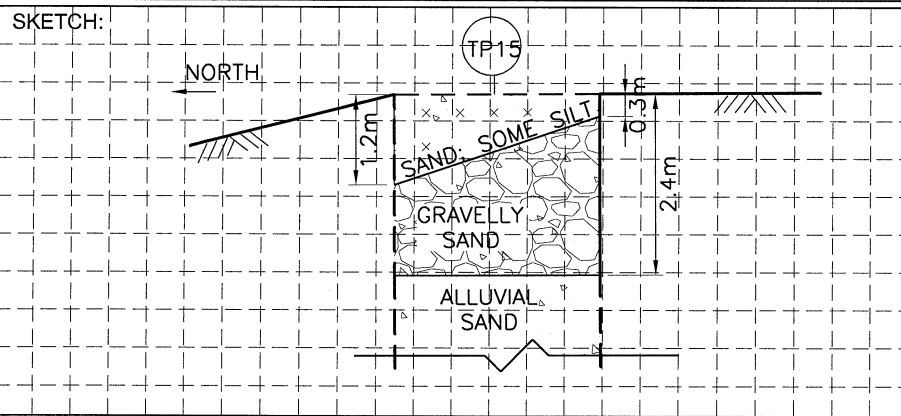 SKETCH:
TP15
NORTH
1.2m
SAND: SOME SILT
0.3m
2.4m
GRAVELLY
SAND
ALLUVIAL
SAND